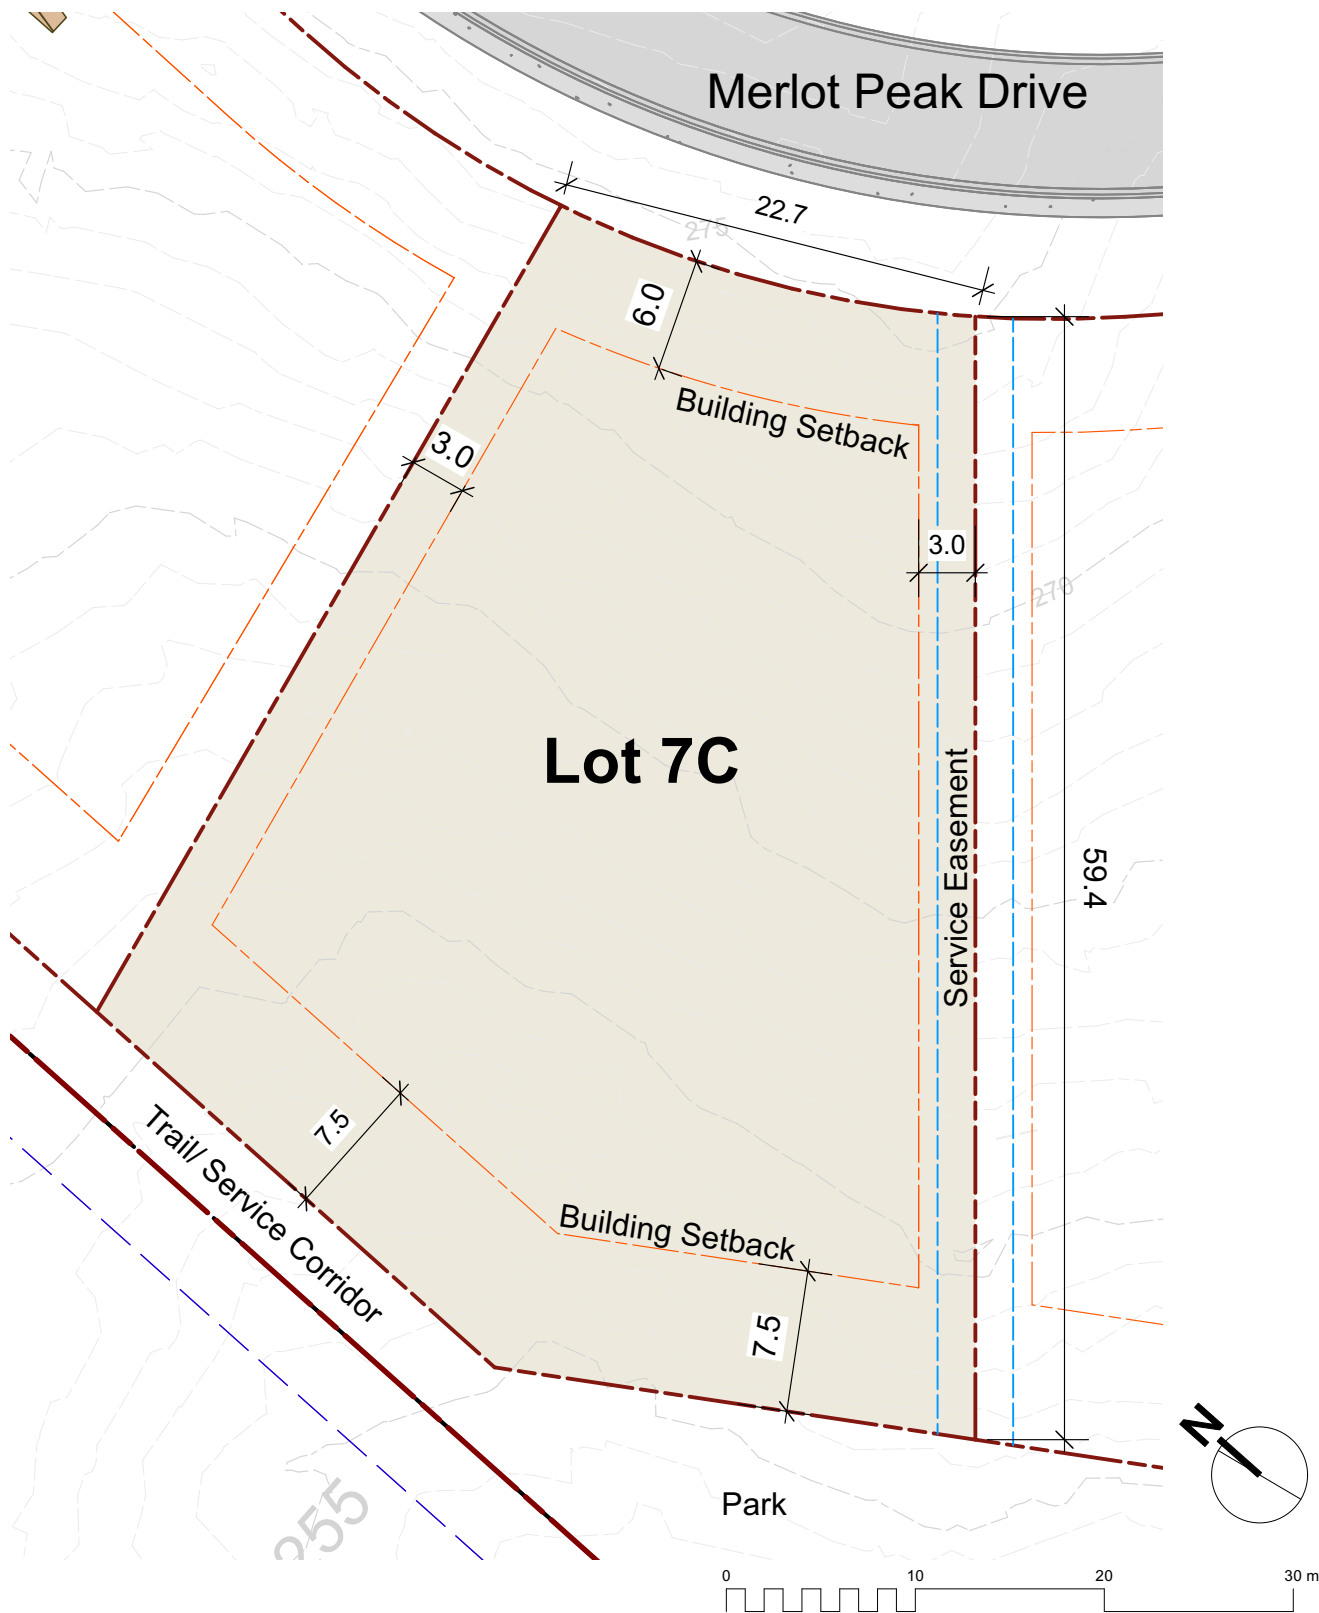 Merlot Peak Drive
22.7
275
6.0
Building Setback
3.0
3.0
270
Lot 7C
Service Easement
59.4
7.5
Trail/ Service Corridor
Building Setback
7.5
N
Park
255
0 10 20 30 m